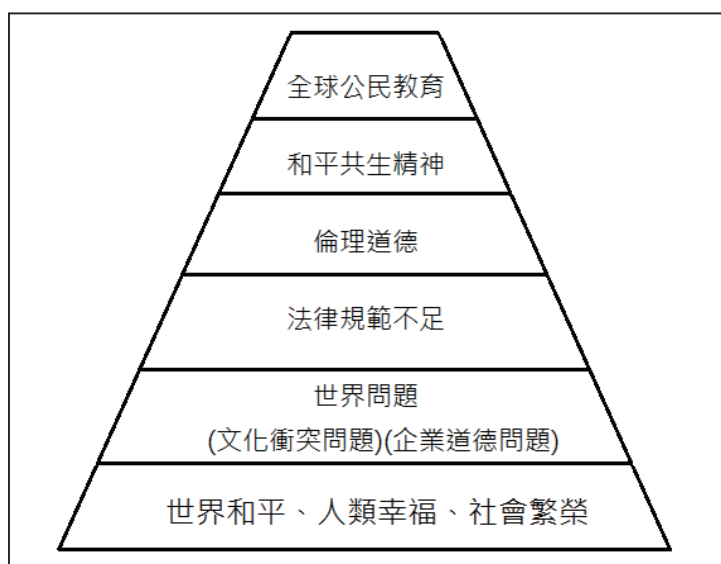 全球公民教育
和平共生精神
倫理道德
法律規範不足
世界問題
(文化衝突問題)(企業道德問題)
世界和平、人類幸福、社會繁榮